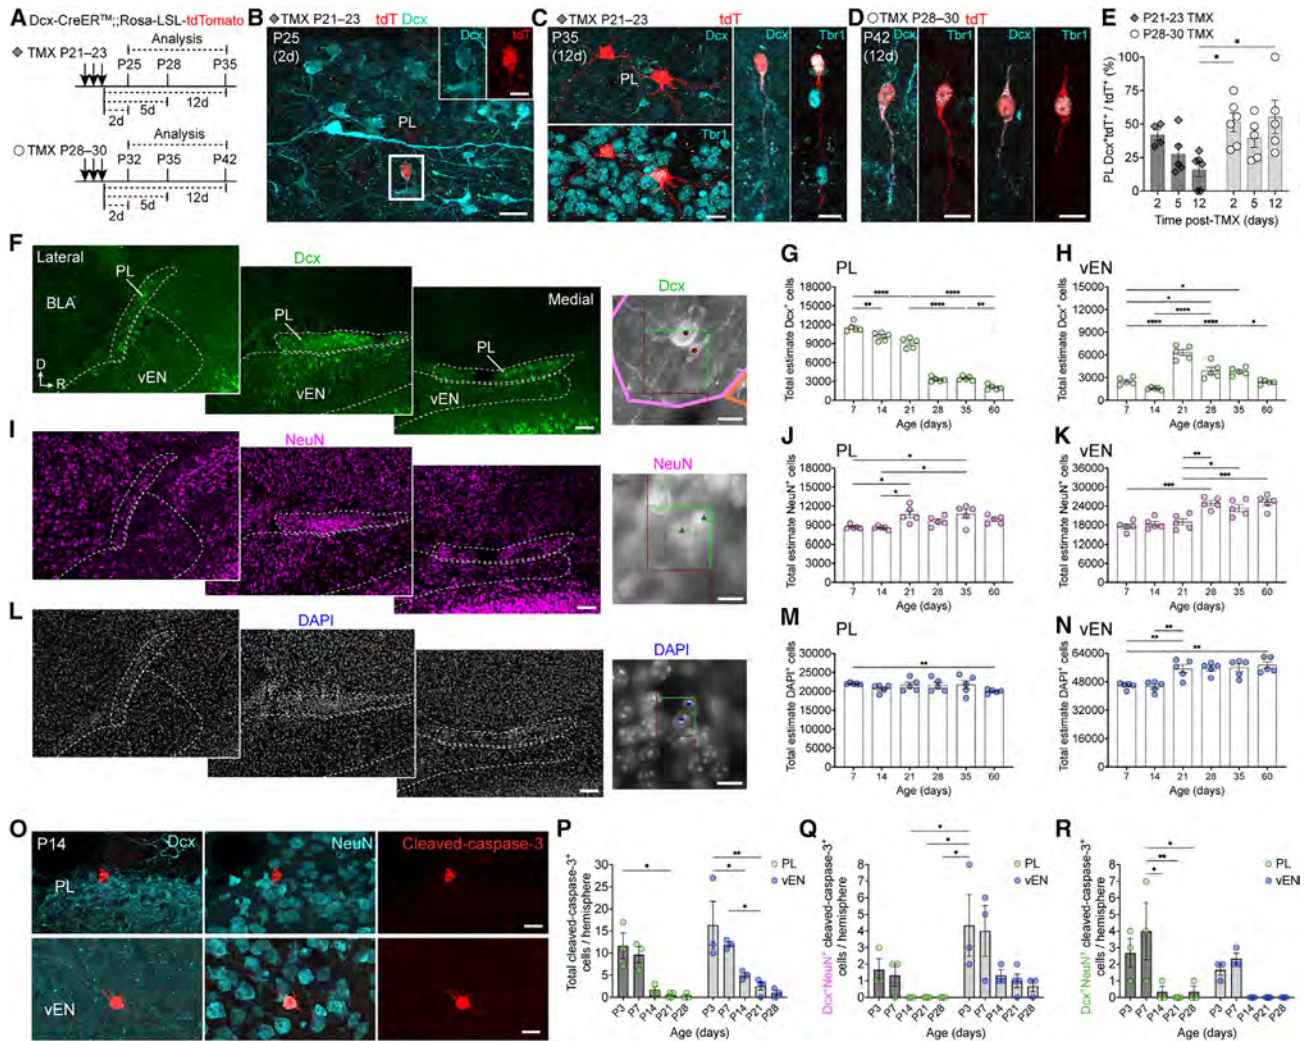 A Dcx-CreER™;;Rosa-LSL-tdTomato
TMX P21–23
Analysis
P25 P28 P35
2d 5d 12d
TMX P28–30
Analysis
P32 P35 P42
2d 5d 12d
B TMX P21–23 tdT Dcx
P25
(2d)
Dcx tdT
PL
C TMX P21–23 tdT
P35
(12d)
Dcx
PL
Tbr1
Dcx Tbr1
D TMX P28–30 tdT
P42
(12d)
Dcx Tbr1 Dcx Tbr1
E
P21-23 TMX
P28-30 TMX
PL Dcx⁺tdT⁺ / tdT⁺ (%)
100
75
50
25
0
* *
2 5 12 2 5 12
Time post-TMX (days)
F
Lateral
BLA
PL
D
R
vEN
Dcx
PL
vEN
Medial
PL
vEN
Dcx
G PL
Total estimate Dcx⁺ cells
18000
15000
12000
9000
6000
3000
0
**** ****
** **** **
7 14 21 28 35 60
Age (days)
H vEN
Total estimate Dcx⁺ cells
18000
15000
12000
9000
6000
3000
0
*
*
****
**** **** *
7 14 21 28 35 60
Age (days)
I
NeuN
NeuN
J PL
Total estimate NeuN⁺ cells
18000
15000
12000
9000
6000
3000
0
*
*
*
*
7 14 21 28 35 60
Age (days)
K vEN
Total estimate NeuN⁺ cells
36000
30000
24000
18000
12000
6000
0
**
*
***
***
7 14 21 28 35 60
Age (days)
L
DAPI
DAPI
M PL
Total estimate DAPI⁺ cells
30000
25000
20000
15000
10000
5000
0
**
7 14 21 28 35 60
Age (days)
N vEN
Total estimate DAPI⁺ cells
64000
48000
32000
16000
0
**
**
**
7 14 21 28 35 60
Age (days)
O
P14
Dcx
PL
NeuN
Cleaved-caspase-3
vEN
P
PL
vEN
Total cleaved-caspase-3⁺
cells / hemisphere
30
25
20
15
10
5
0
* **
*
*
P3 P7 P14 P21 P28 P3 P7 P14 P21 P28
Age (days)
Q
PL
vEN
cleaved-caspase-3⁺
cells / hemisphere
8
7
6
5
4
3
2
1
0
*
*
*
P3 P7 P14 P21 P28 P3 P7 P14 P21 P28
Age (days)
R
PL
vEN
cleaved-caspase-3⁺
cells / hemisphere
8
7
6
5
4
3
2
1
0
*
**
*
P3 P7 P14 P21 P28 P3 P7 P14 P21 P28
Age (days)